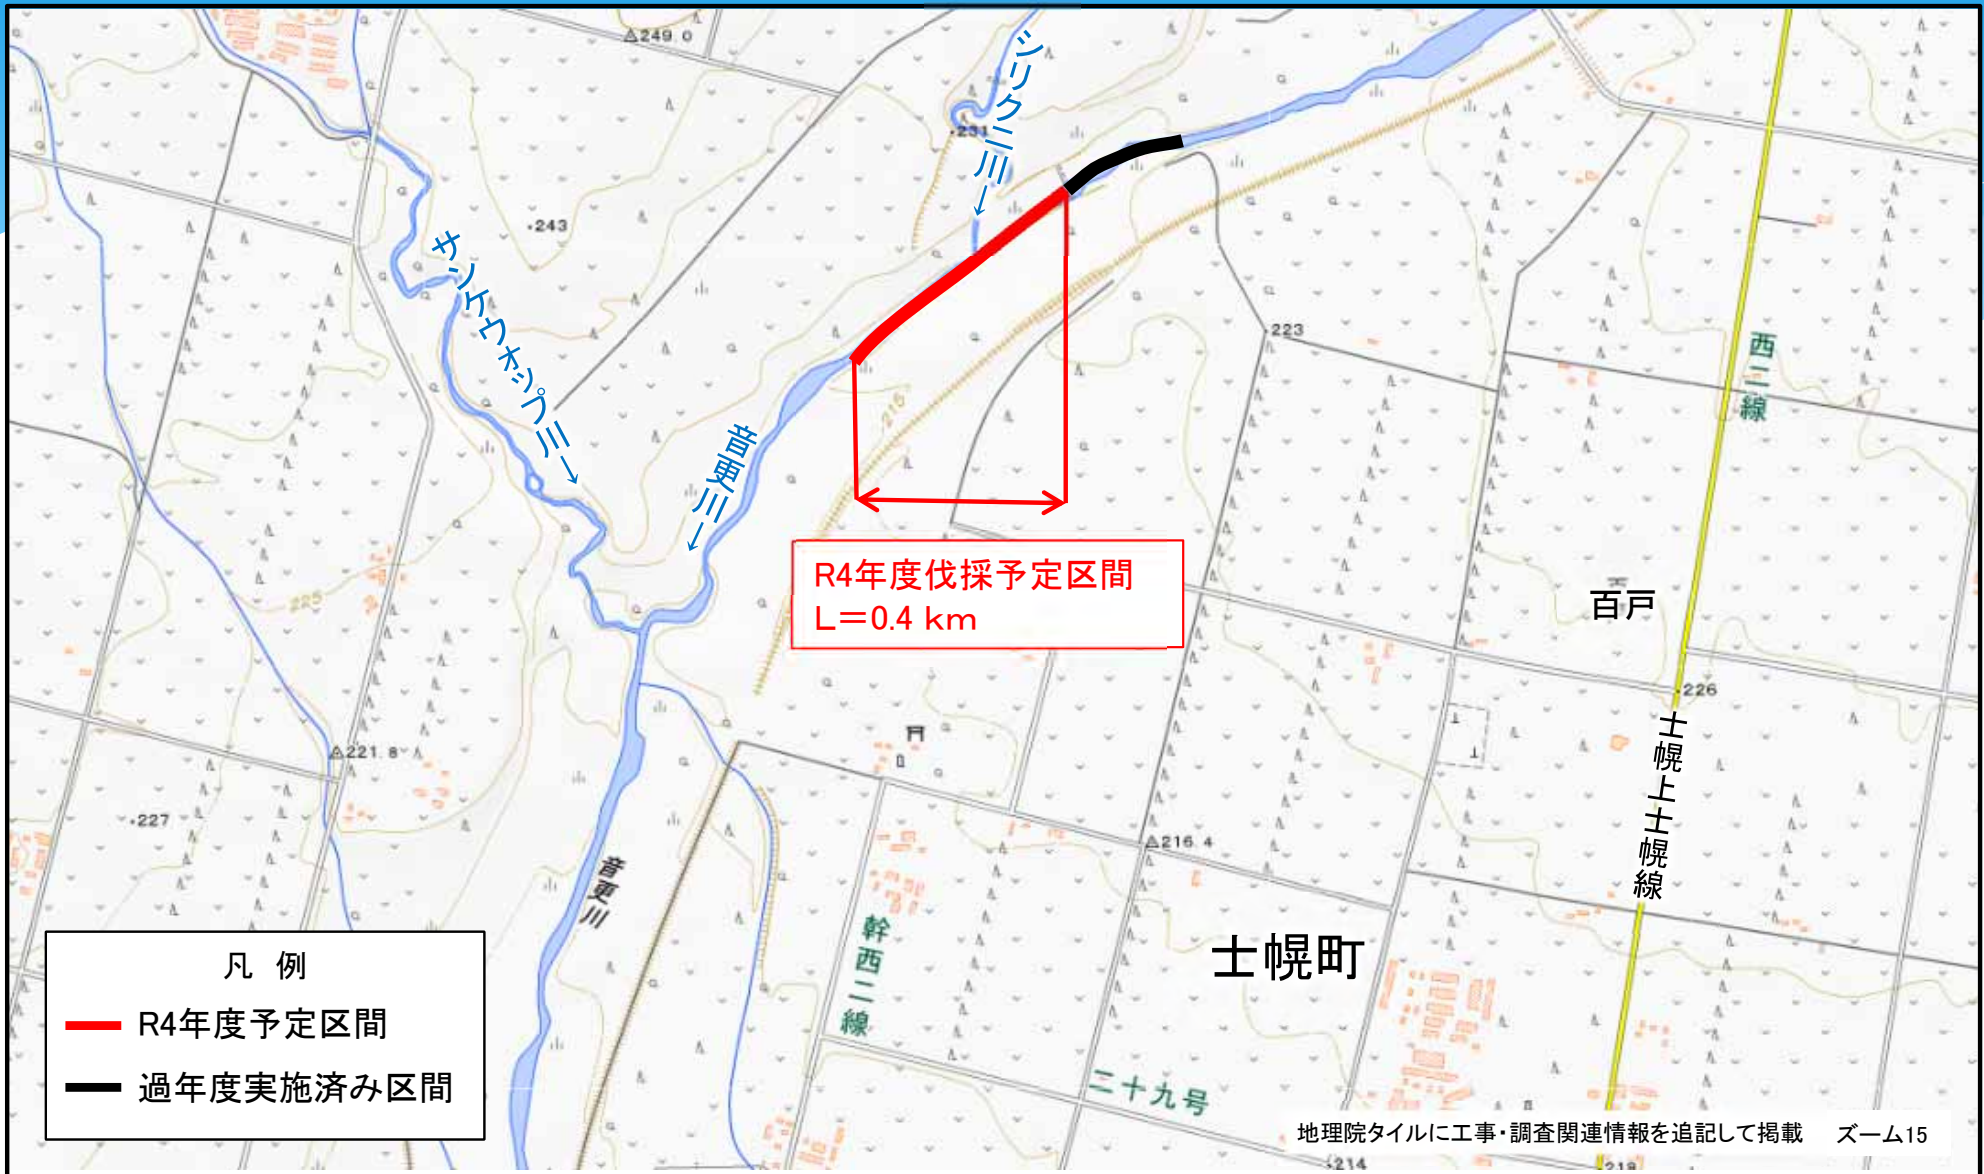 249.0
シリクニ川→
231
243
サンケウォップ川→
223
西二線
215
音更川→
R4年度伐採予定区間
L=0.4 km
百戸
225
226
士幌上士幌線
221.8
227
216.4
音更川
幹西二線
士幌町
凡 例
R4年度予定区間
過年度実施済み区間
二十九号
地理院タイルに工事・調査関連情報を追記して掲載 ズーム15
214
218